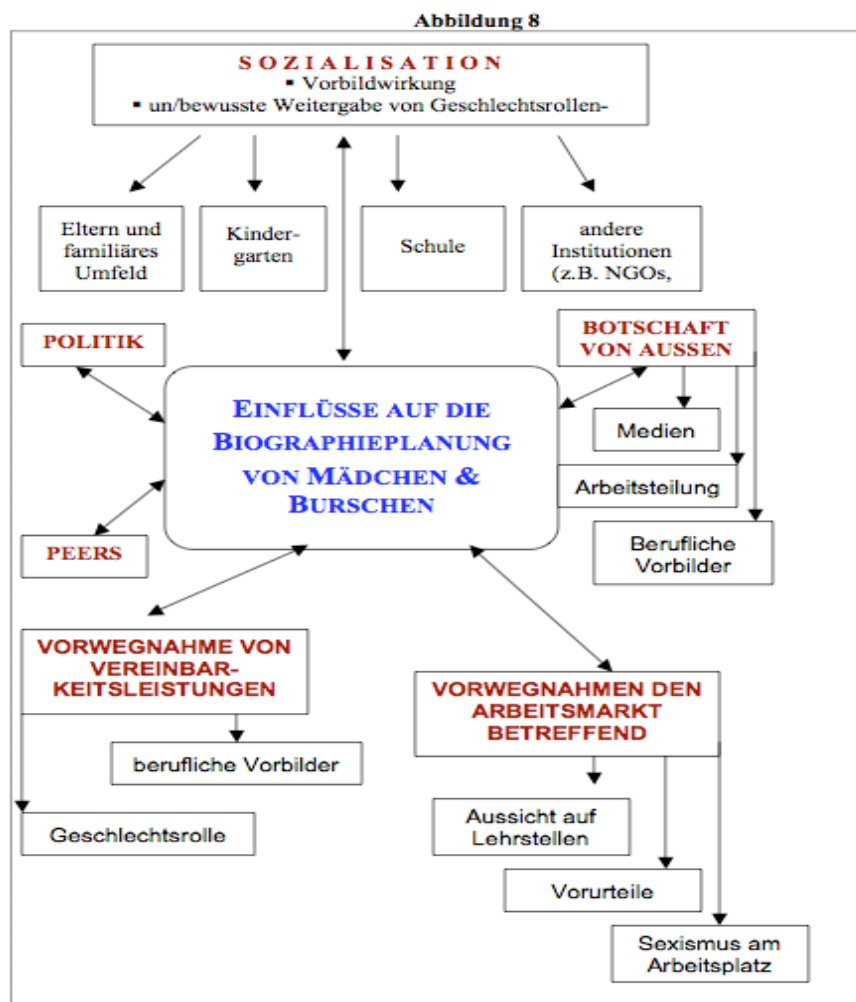 Abbildung 8
SOZIALISATION
▪ Vorbildwirkung
▪ un/bewusste Weitergabe von Geschlechtsrollen-
Eltern und
familiäres
Umfeld
Kinder-
garten
Schule
andere
Institutionen
(z.B. NGOs,
POLITIK
BOTSCHAFT
VON AUSSEN
EINFLÜSSE AUF DIE
BIOGRAPHIEPLANUNG
VON MÄDCHEN &
BURSCHEN
Medien
Arbeitsteilung
Berufliche
Vorbilder
PEERS
VORWEGNAHME VON
VEREINBAR-
KEITSLEISTUNGEN
berufliche Vorbilder
Geschlechtsrolle
VORWEGNAHMEN DEN
ARBEITSMARKT
BETREFFEND
Aussicht auf
Lehrstellen
Vorurteile
Sexismus am
Arbeitsplatz